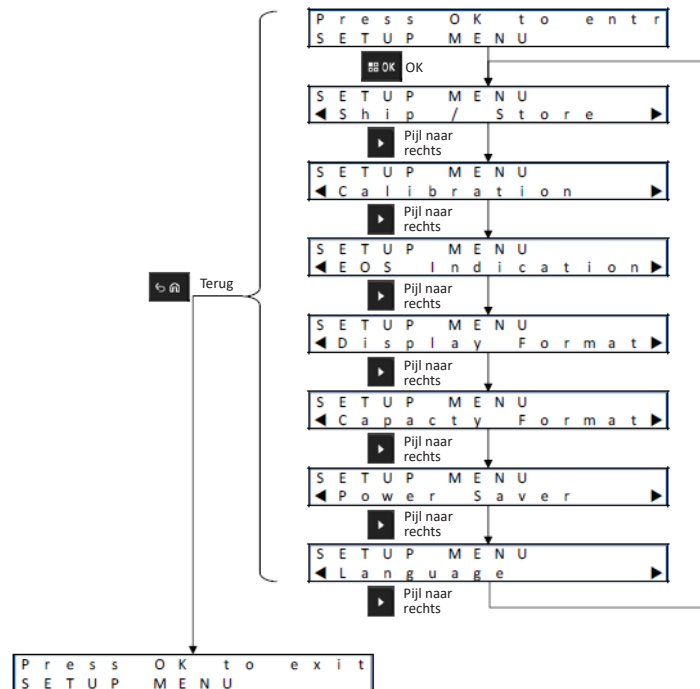 Press OK to entr
SETUP MENU
OK OK
SETUP MENU
◀Ship / Store ▶
Pijl naar
rechts
SETUP MENU
◀Calibration ▶
Pijl naar
rechts
SETUP MENU
◀EOS Indication▶
Pijl naar
rechts
Terug
SETUP MENU
◀Display Format▶
Pijl naar
rechts
SETUP MENU
◀Capacty Format▶
Pijl naar
rechts
SETUP MENU
◀Power Saver ▶
Pijl naar
rechts
SETUP MENU
◀Language ▶
Pijl naar
rechts
Press OK to exit
SETUP MENU